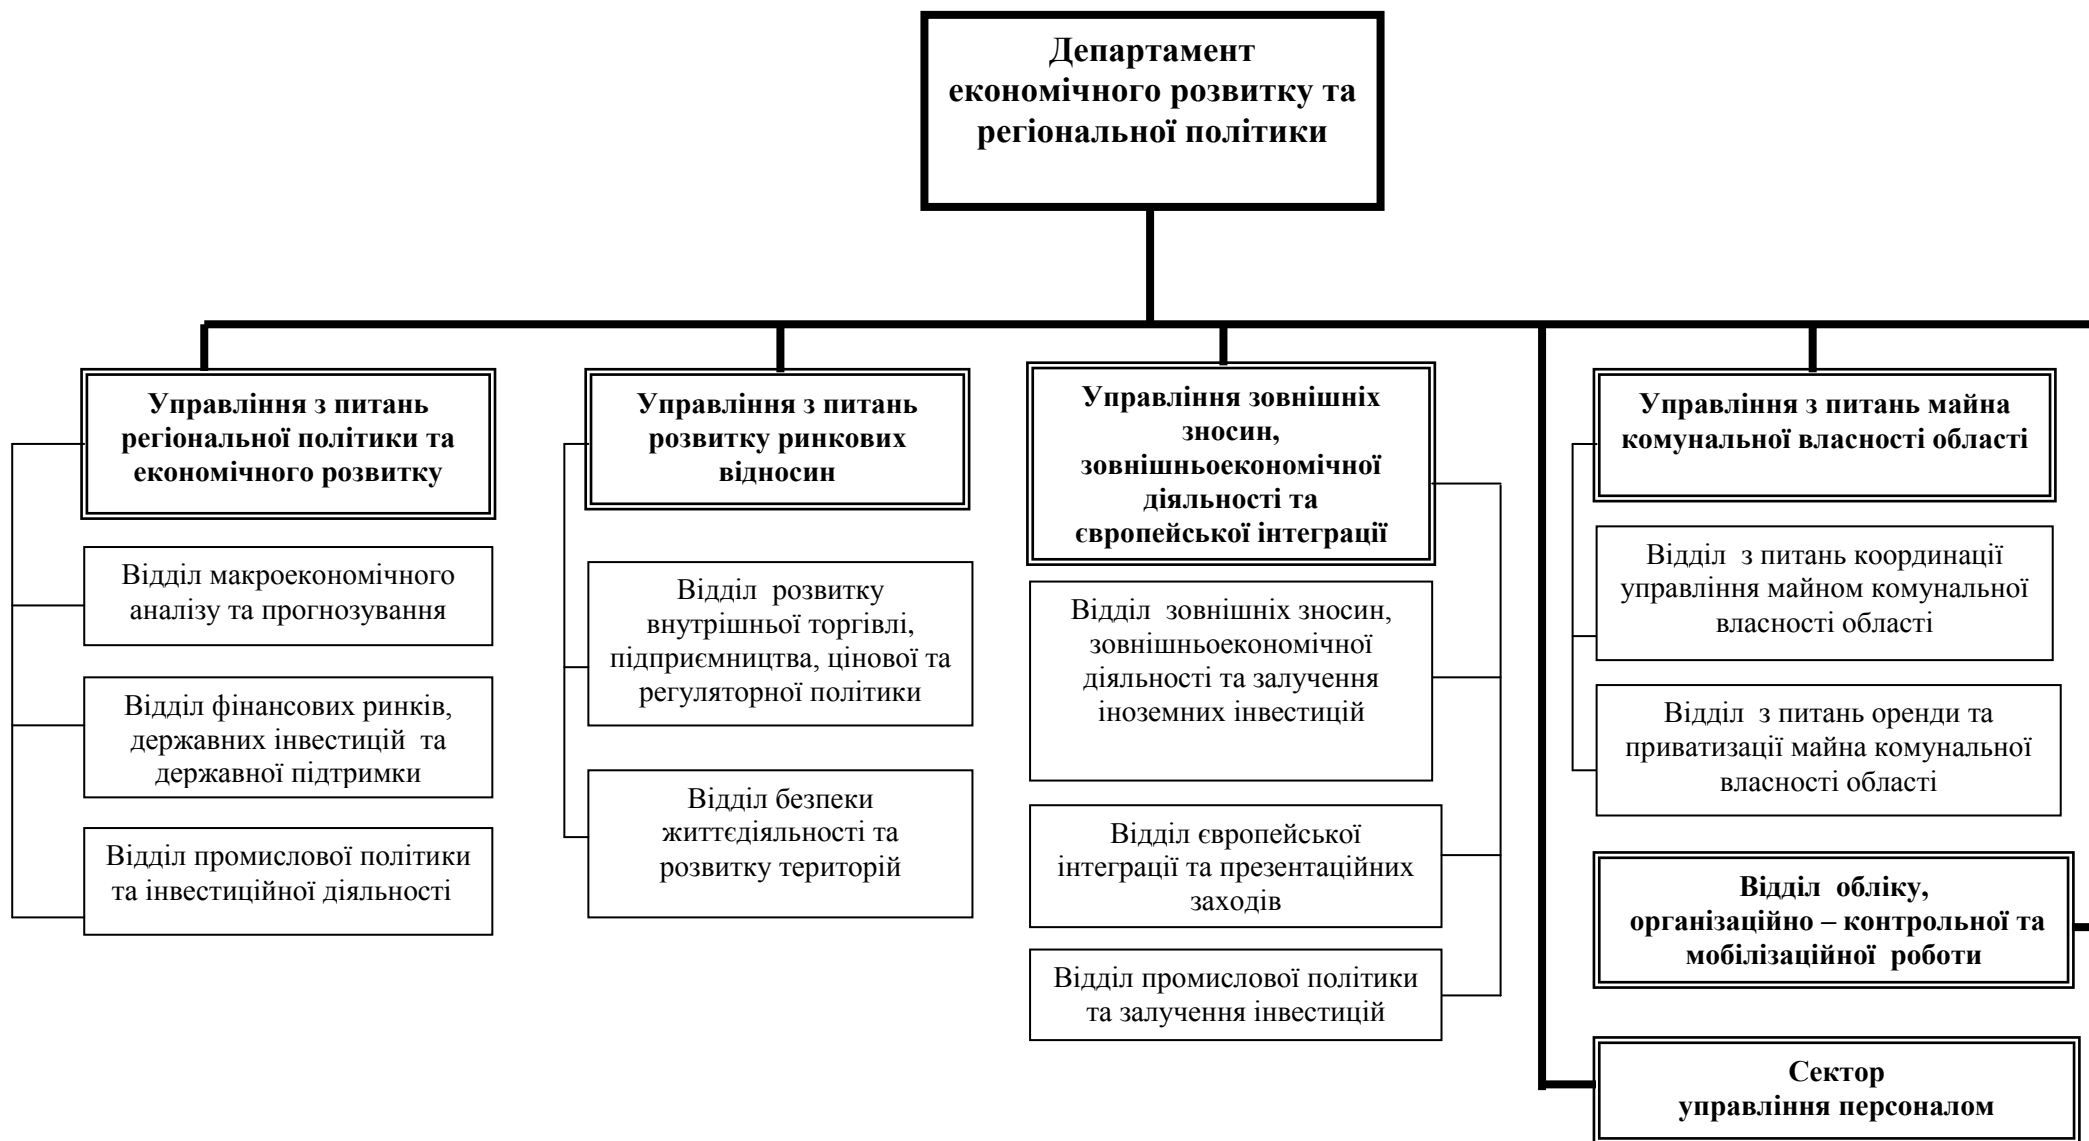 Департамент
економічного розвитку та
регіональної політики
Управління з питань
регіональної політики та
економічного розвитку
Відділ макроекономічного
аналізу та прогнозування
Відділ фінансових ринків,
державних інвестицій та
державної підтримки
Відділ промислової політики
та інвестиційної діяльності
Управління з питань
розвитку ринкових
відносин
Відділ розвитку
внутрішньої торгівлі,
підприємництва, цінової та
регуляторної політики
Відділ безпеки
життєдіяльності та
розвитку територій
Управління зовнішніх
зносин,
зовнішньоекономічної
діяльності та
європейської інтеграції
Відділ зовнішніх зносин,
зовнішньоекономічної
діяльності та залучення
іноземних інвестицій
Відділ європейської
інтеграції та презентаційних
заходів
Відділ промислової політики
та залучення інвестицій
Управління з питань майна
комунальної власності області
Відділ з питань координації
управління майном комунальної
власності області
Відділ з питань оренди та
приватизації майна комунальної
власності області
Відділ обліку,
організаційно – контрольної та
мобілізаційної роботи
Сектор
управління персоналом